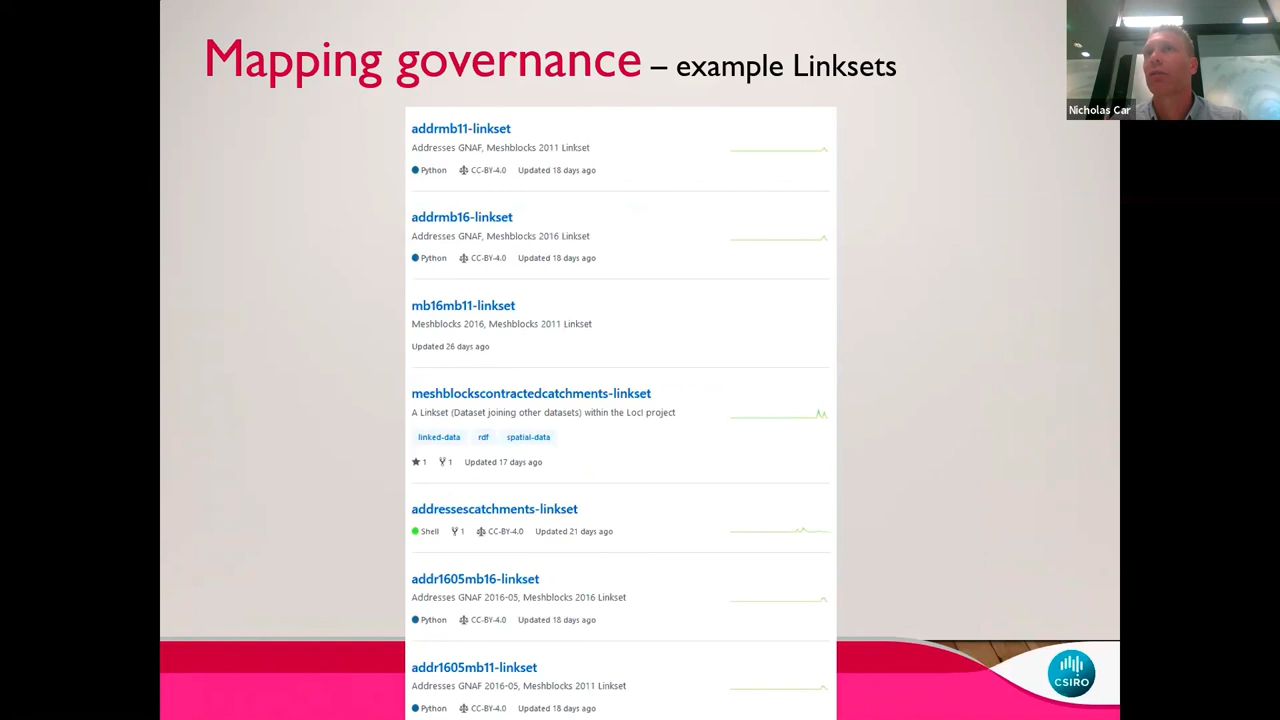 Mapping governance – example Linksets
Nicholas Car
addrmb11-linkset
Addresses GNAF, Meshblocks 2011 Linkset
Python CC-BY-4.0 Updated 18 days ago
addrmb16-linkset
Addresses GNAF, Meshblocks 2016 Linkset
Python CC-BY-4.0 Updated 18 days ago
mb16mb11-linkset
Meshblocks 2016, Meshblocks 2011 Linkset
Updated 26 days ago
meshblockscontractedcatchments-linkset
A Linkset (Dataset joining other datasets) within the LocI project
linked-data rdf spatial-data
1 1 Updated 17 days ago
addressescatchments-linkset
Shell 1 CC-BY-4.0 Updated 21 days ago
addr1605mb16-linkset
Addresses GNAF 2016-05, Meshblocks 2016 Linkset
Python CC-BY-4.0 Updated 18 days ago
addr1605mb11-linkset
Addresses GNAF 2016-05, Meshblocks 2011 Linkset
Python CC-BY-4.0 Updated 18 days ago
CSIRO